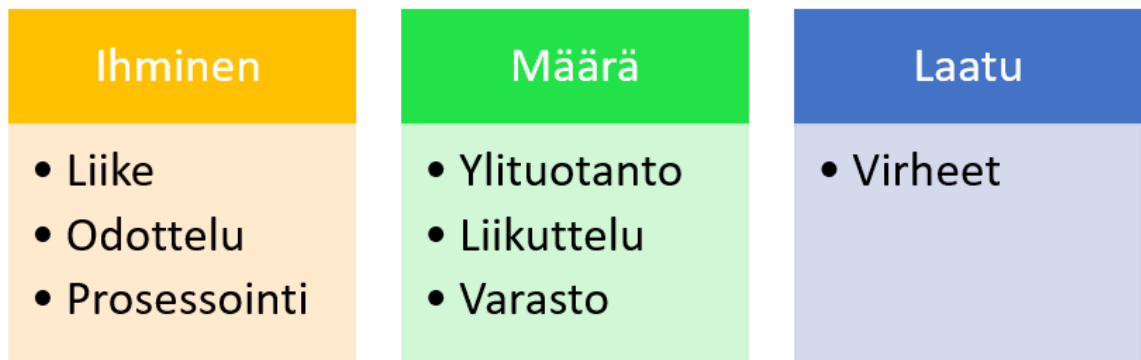 Ihminen
• Liike
• Odottelu
• Prosessointi
Määrä
• Ylituotanto
• Liikuttelu
• Varasto
Laatu
• Virheet